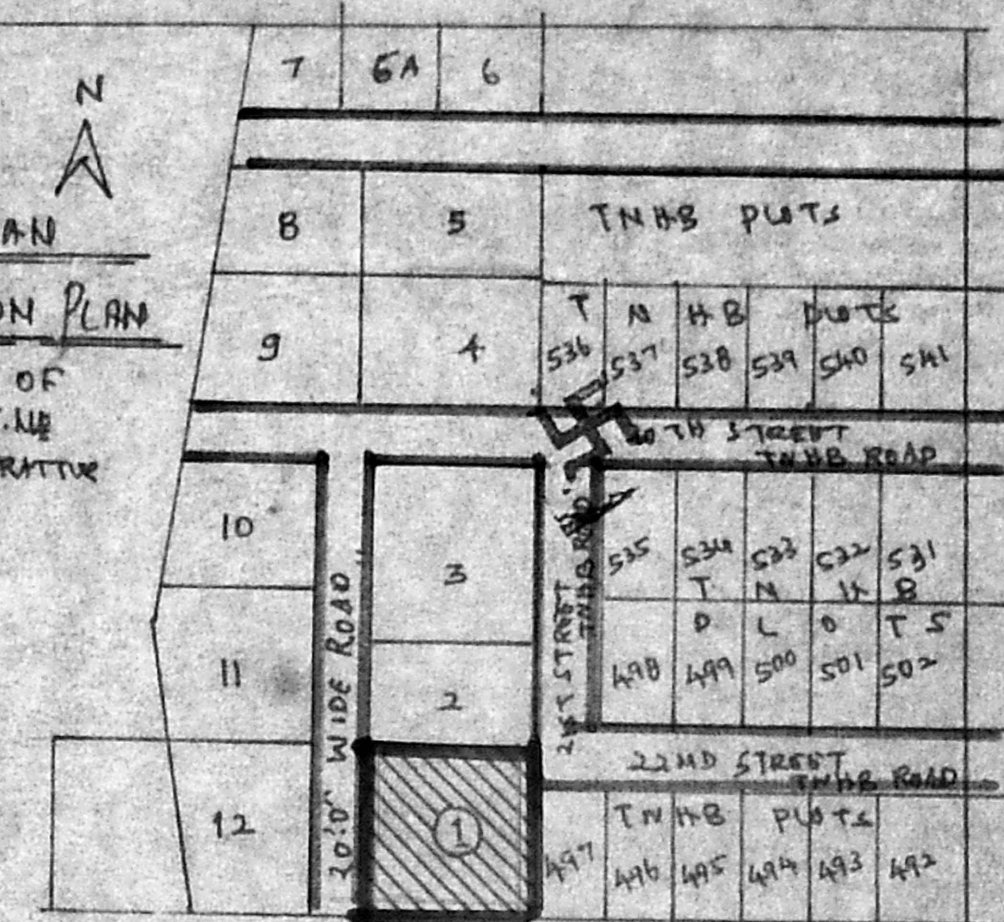 7 6A 6
N
8 5 TNHB PLOTS
AN
ON PLAN
T N H B PLOTS
9 4 536 537 538 539 540 541
OF
RATTUR
20TH STREET
TNHB ROAD
10
3
535 534 533 532 531
T N H B
P L O T S
11
2
498 499 500 501 502
20'0" WIDE ROAD
21ST STREET
TNHB ROAD
22ND STREET
TNHB ROAD
12
1
TNHB PLOTS
497 496 495 494 493 492